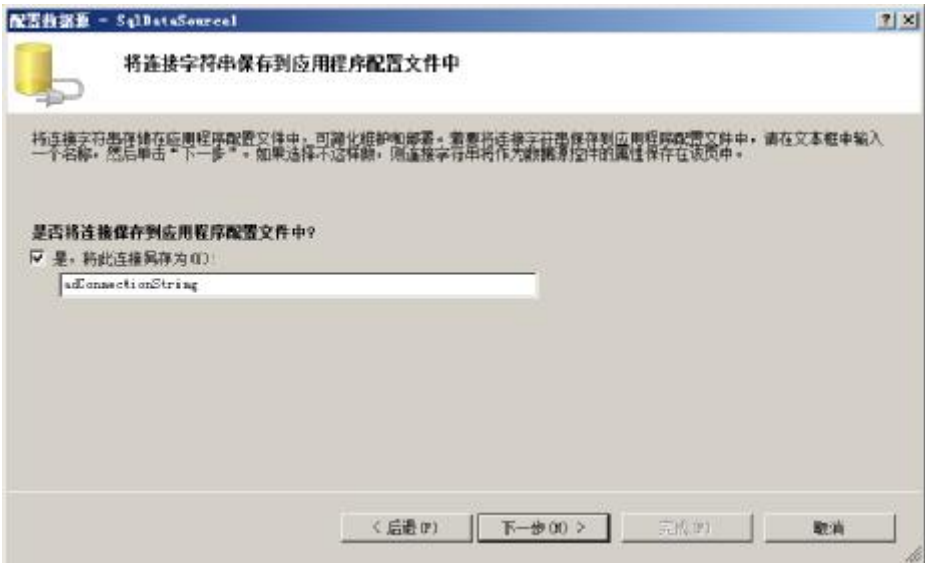 配置数据源 - SqlDataSource1
将连接字符串保存到应用程序配置文件中
将连接字符串存储在应用程序配置文件中，可简化维护和部署。若要将连接字符串保存到应用程序配置文件中，请在文本框中输入
一个名称，然后单击“下一步”。如果选择不这样做，则连接字符串将作为数据源控件的属性保存在该页中。
是否将连接保存到应用程序配置文件中?
是，将此连接另存为(Y):
adConnectionString
< 后退(P)
下一步(N) >
完成(F)
取消